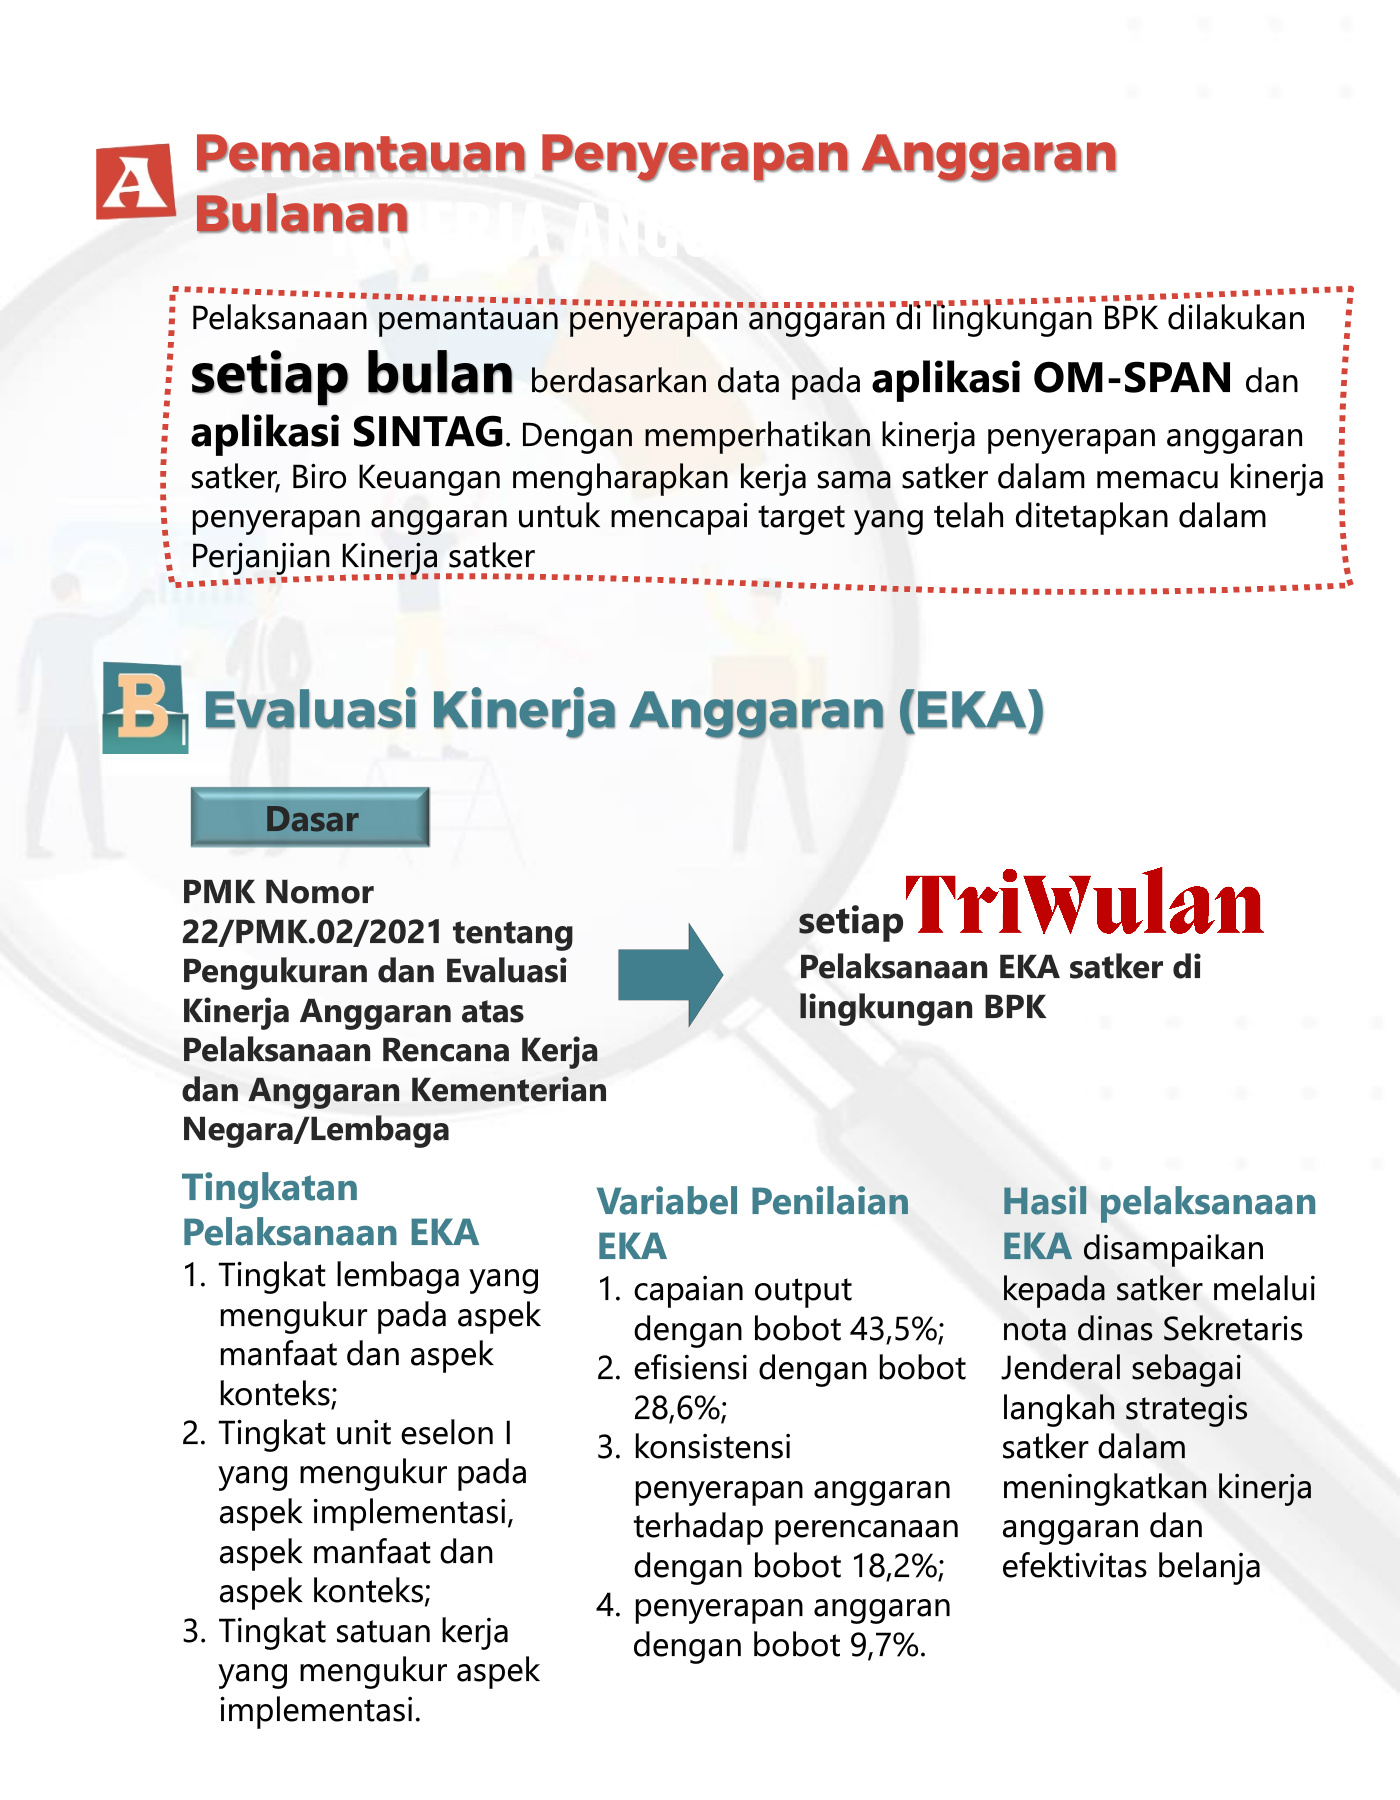 A
Pemantauan Penyerapan Anggaran
Bulanan
Pelaksanaan pemantauan penyerapan anggaran di lingkungan BPK dilakukan
setiap bulan berdasarkan data pada aplikasi OM-SPAN dan
aplikasi SINTAG. Dengan memperhatikan kinerja penyerapan anggaran
satker, Biro Keuangan mengharapkan kerja sama satker dalam memacu kinerja
penyerapan anggaran untuk mencapai target yang telah ditetapkan dalam
Perjanjian Kinerja satker
B
Evaluasi Kinerja Anggaran (EKA)
Dasar
PMK Nomor
22/PMK.02/2021 tentang
Pengukuran dan Evaluasi
Kinerja Anggaran atas
Pelaksanaan Rencana Kerja
dan Anggaran Kementerian
Negara/Lembaga
setiap TriWulan
Pelaksanaan EKA satker di
lingkungan BPK
Tingkatan
Pelaksanaan EKA
1. Tingkat lembaga yang
mengukur pada aspek
manfaat dan aspek
konteks;
2. Tingkat unit eselon I
yang mengukur pada
aspek implementasi,
aspek manfaat dan
aspek konteks;
3. Tingkat satuan kerja
yang mengukur aspek
implementasi.
Variabel Penilaian
EKA
1. capaian output
dengan bobot 43,5%;
2. efisiensi dengan bobot
28,6%;
3. konsistensi
penyerapan anggaran
terhadap perencanaan
dengan bobot 18,2%;
4. penyerapan anggaran
dengan bobot 9,7%.
Hasil pelaksanaan
EKA disampaikan
kepada satker melalui
nota dinas Sekretaris
Jenderal sebagai
langkah strategis
satker dalam
meningkatkan kinerja
anggaran dan
efektivitas belanja